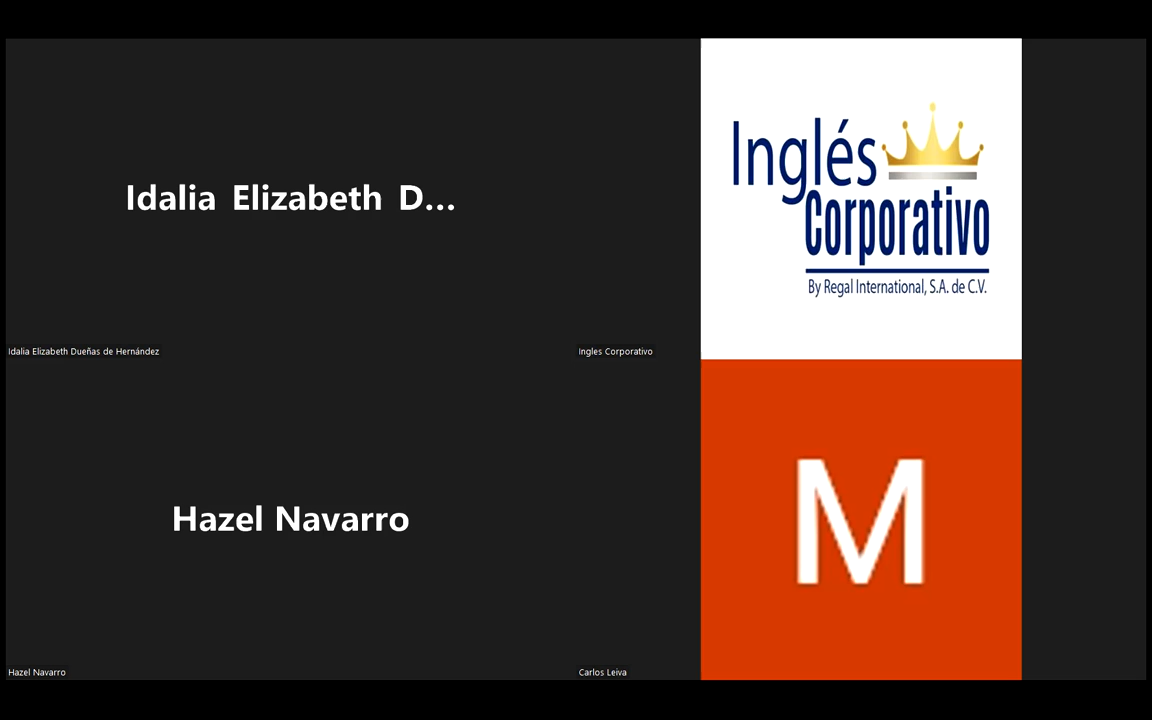 Idalia Elizabeth D...
Idalia Elizabeth Dueñas de Hernández
Inglés
Corporativo
By Regal International, S.A. de C.V.
Ingles Corporativo
Hazel Navarro
Hazel Navarro
M
Carlos Leiva